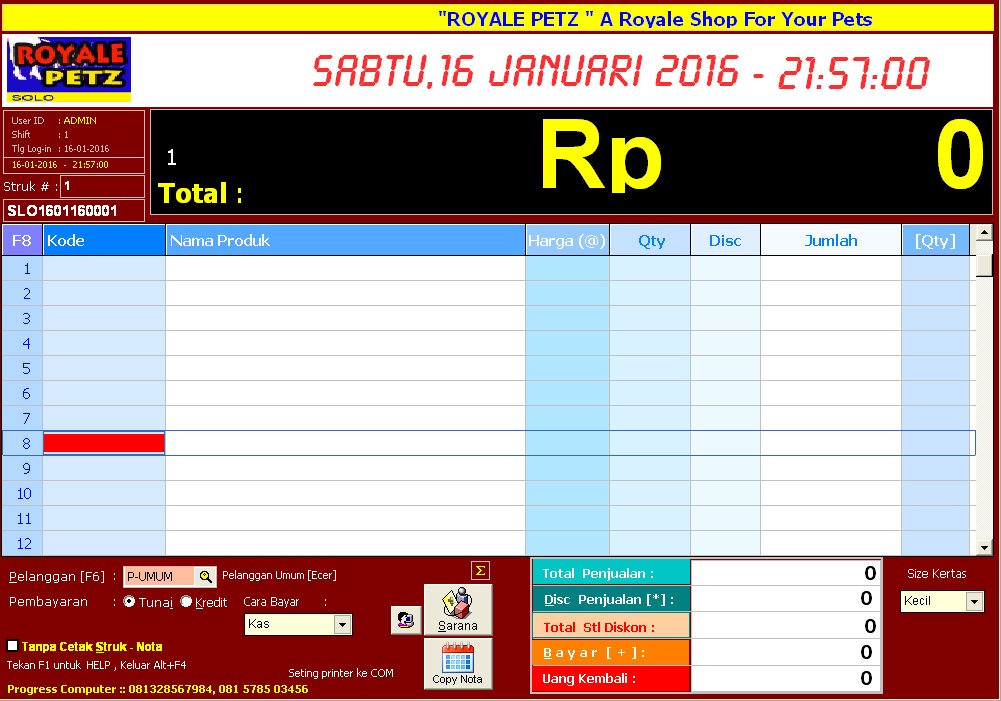 "ROYALE PETZ " A Royale Shop For Your Pets
ROYALE
PETZ
SOLO
SABTU,16 JANUARI 2016 - 21:57:00
User ID : ADMIN
Shift : 1
Tlg Log-in : 16-01-2016
16-01-2016 - 21:57:00
Struk # : 1
SLO1601160001
1
Total : Rp 0
F8 Kode Nama Produk Harga (@) Qty Disc Jumlah [Qty]
1
2
3
4
5
6
7
8
9
10
11
12
Pelanggan [F6] : P-UMUM Pelanggan Umum [Ecer]
Pembayaran : Tunai Kredit Cara Bayar :
Kas
Tanpa Cetak Struk - Nota
Tekan F1 untuk HELP , Keluar Alt+F4
Seting printer ke COM
Progress Computer :: 081328567984, 081 5785 03456
Σ
Sarana
Copy Nota
Total Penjualan : 0
Disc Penjualan [*] : 0
Total Stl Diskon : 0
Bayar [ + ] : 0
Uang Kembali : 0
Size Kertas
Kecil